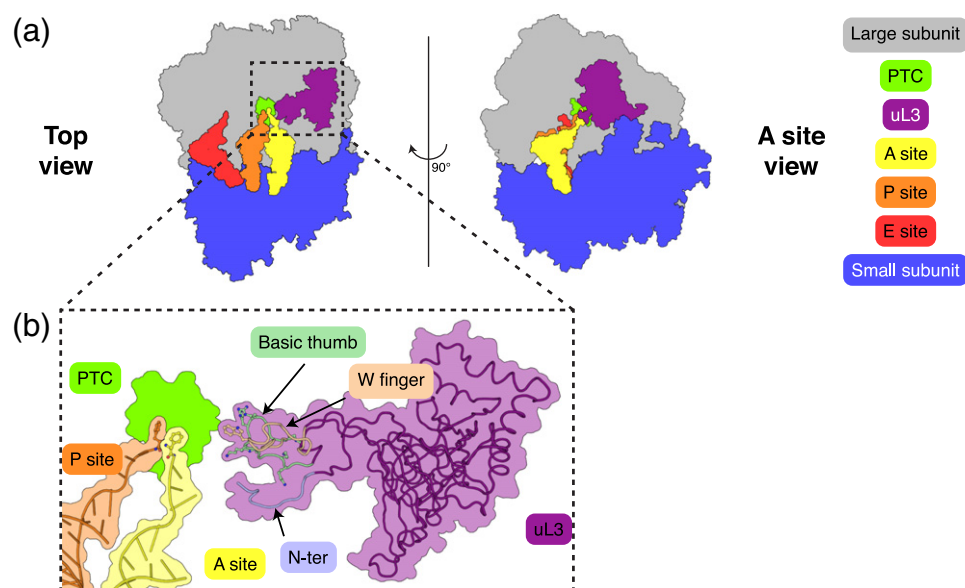 (a)
Top
view
90°
A site
view
Large subunit
PTC
uL3
A site
P site
E site
Small subunit
(b)
Basic thumb
W finger
PTC
P site
A site
N-ter
uL3